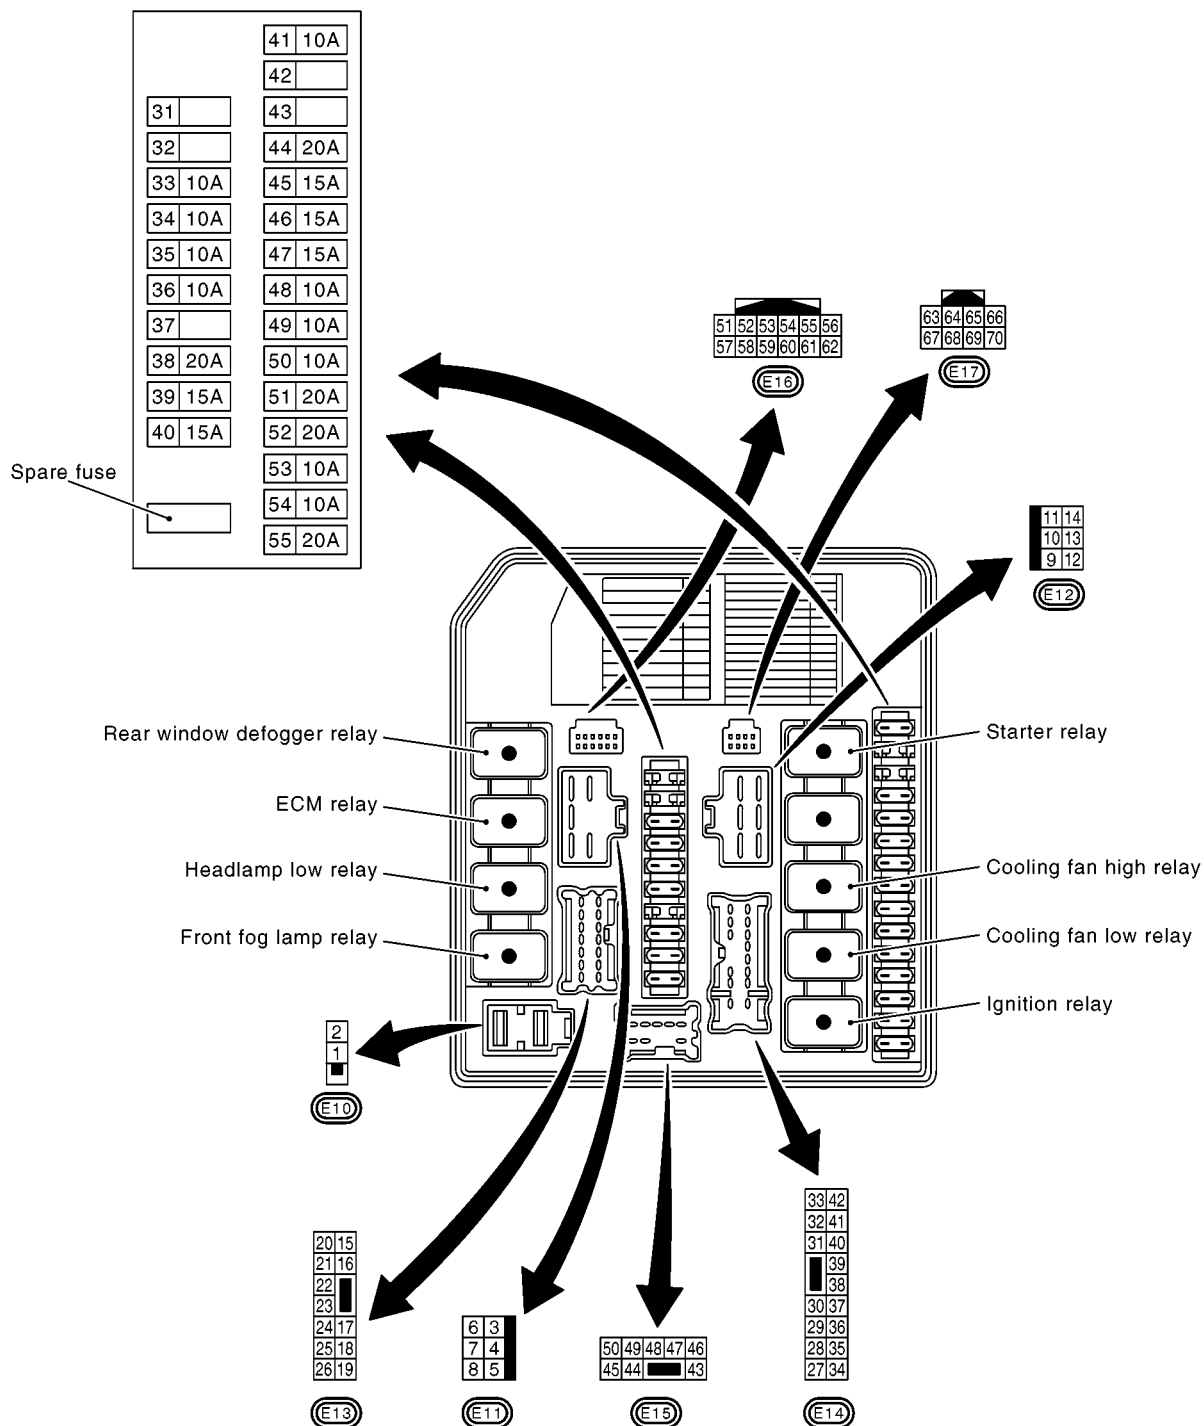 41 10A
42
31
43
32
44 20A
33 10A
45 15A
34 10A
46 15A
35 10A
47 15A
36 10A
48 10A
37
49 10A
38 20A
50 10A
39 15A
51 20A
40 15A
52 20A
53 10A
54 10A
55 20A
Spare fuse
51 52 53 54 55 56
57 58 59 60 61 62
E16
63 64 65 66
67 68 69 70
E17
11 14
10 13
9 12
E12
Rear window defogger relay
ECM relay
Headlamp low relay
Front fog lamp relay
Starter relay
Cooling fan high relay
Cooling fan low relay
Ignition relay
2
1
E10
20 15
21 16
22
23
24 17
25 18
26 19
E13
6 3
7 4
8 5
E11
50 49 48 47 46
45 44 43
E15
33 42
32 41
31 40
39
38
30 37
29 36
28 35
27 34
E14